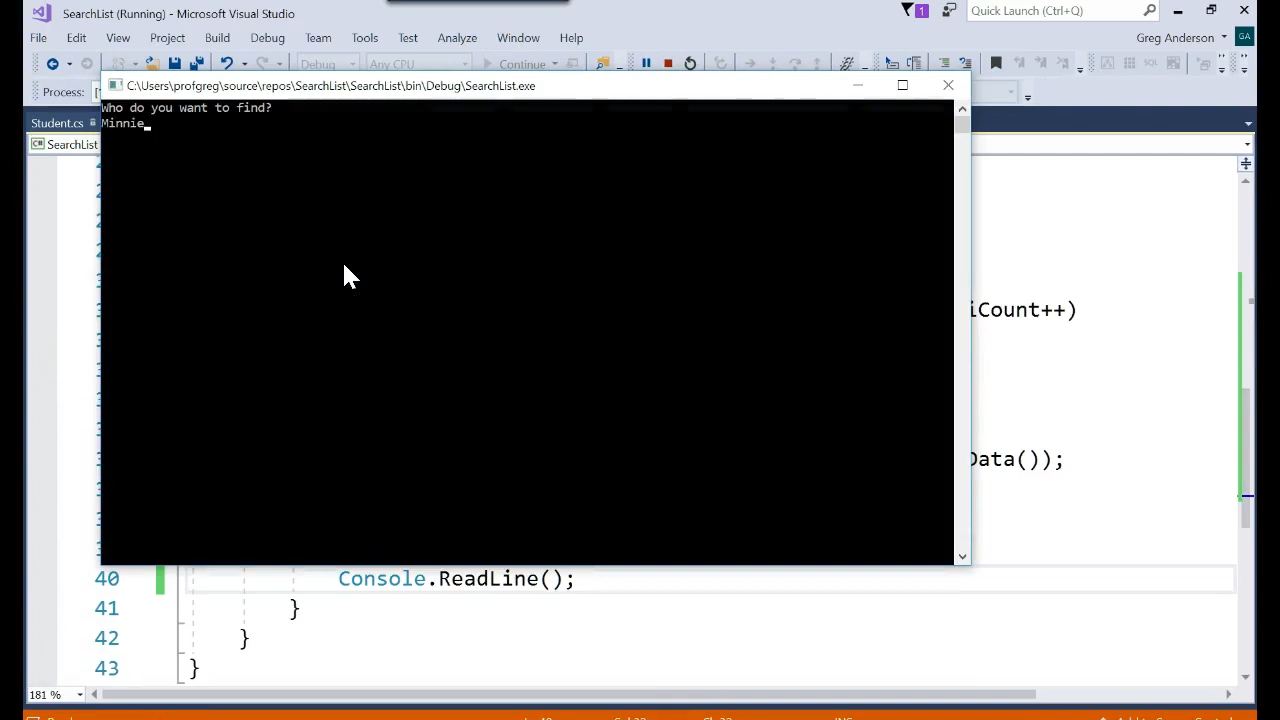 SearchList (Running) - Microsoft Visual Studio
1
Quick Launch (Ctrl+Q)
File Edit View Project Build Debug Team Tools Test Analyze Window Help
Greg Anderson
GA
Debug Any CPU Continue
Process:
C:\Users\profgreg\source\repos\SearchList\SearchList\bin\Debug\SearchList.exe
Who do you want to find?
Minnie
Student.cs
C# SearchList
iCount++)
Data());
40 Console.ReadLine();
41 }
42 }
43 }
181 %